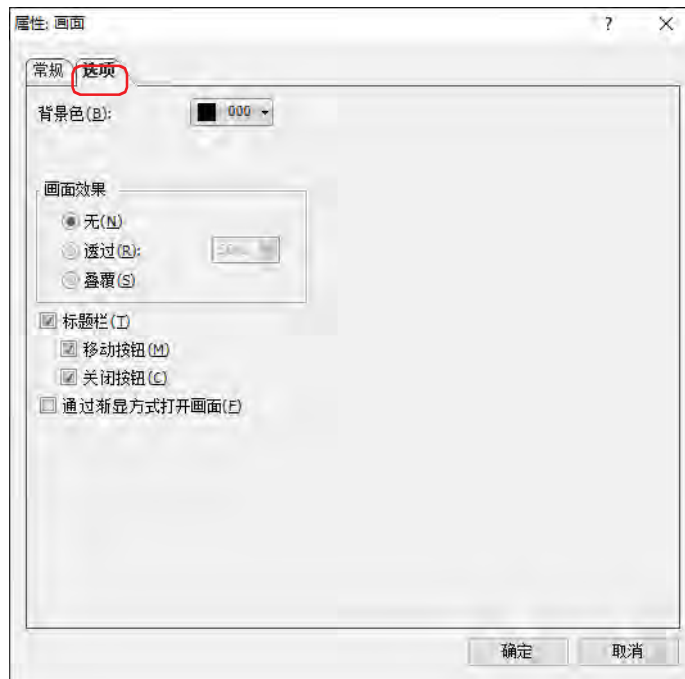 属性: 画面 ?
常规 选项
背景色(B): 000
画面效果
无(N)
透过(R):
叠覆(S)
标题栏(T)
移动按钮(M)
关闭按钮(C)
通过渐显方式打开画面(F)
确定 取消